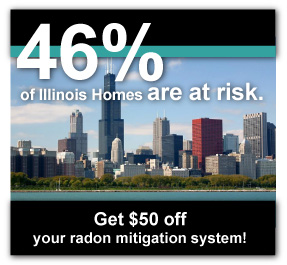 46%
of Illinois Homes are at risk.
Get $50 off
your radon mitigation system!